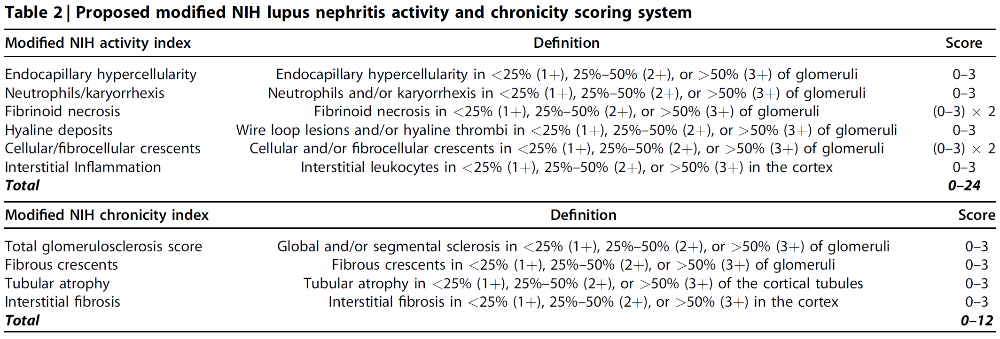 Table 2 | Proposed modified NIH lupus nephritis activity and chronicity scoring system
Modified NIH activity index Definition Score
Endocapillary hypercellularity Endocapillary hypercellularity in <25% (1+), 25%–50% (2+), or >50% (3+) of glomeruli 0–3
Neutrophils/karyorrhexis Neutrophils and/or karyorrhexis in <25% (1+), 25%–50% (2+), or >50% (3+) of glomeruli 0–3
Fibrinoid necrosis Fibrinoid necrosis in <25% (1+), 25%–50% (2+), or >50% (3+) of glomeruli (0–3) × 2
Hyaline deposits Wire loop lesions and/or hyaline thrombi in <25% (1+), 25%–50% (2+), or >50% (3+) of glomeruli 0–3
Cellular/fibrocellular crescents Cellular and/or fibrocellular crescents in <25% (1+), 25%–50% (2+), or >50% (3+) of glomeruli (0–3) × 2
Interstitial Inflammation Interstitial leukocytes in <25% (1+), 25%–50% (2+), or >50% (3+) in the cortex 0–3
Total 0–24
Modified NIH chronicity index Definition Score
Total glomerulosclerosis score Global and/or segmental sclerosis in <25% (1+), 25%–50% (2+), or >50% (3+) of glomeruli 0–3
Fibrous crescents Fibrous crescents in <25% (1+), 25%–50% (2+), or >50% (3+) of glomeruli 0–3
Tubular atrophy Tubular atrophy in <25% (1+), 25%–50% (2+), or >50% (3+) of the cortical tubules 0–3
Interstitial fibrosis Interstitial fibrosis in <25% (1+), 25%–50% (2+), or >50% (3+) in the cortex 0–3
Total 0–12